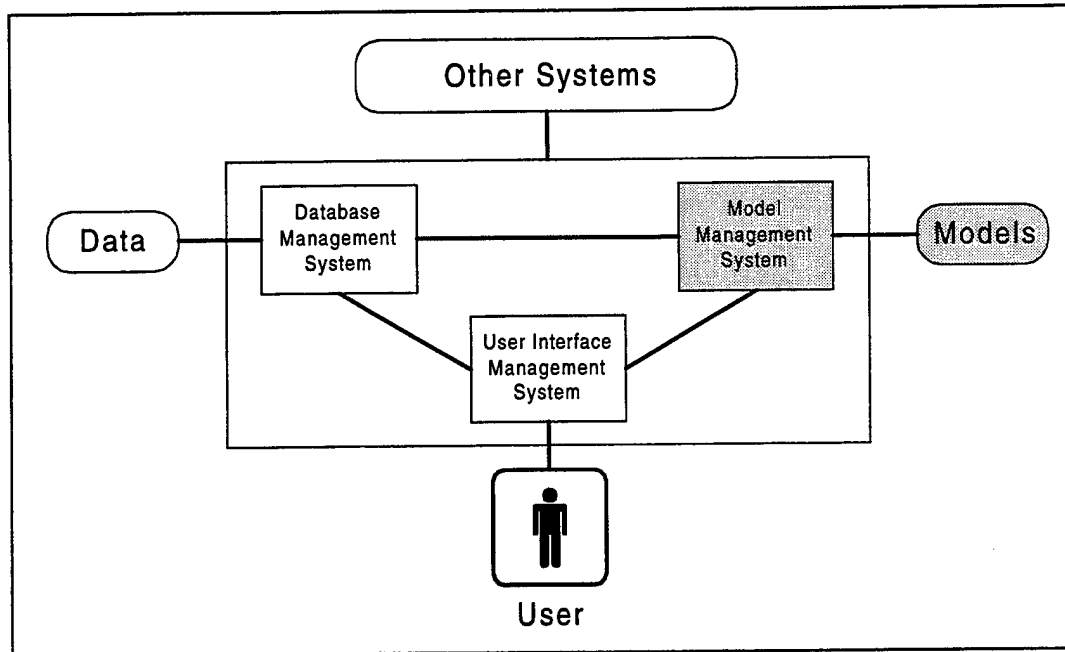 Other Systems
Data
Database
Management
System
Model
Management
System
Models
User Interface
Management
System
User